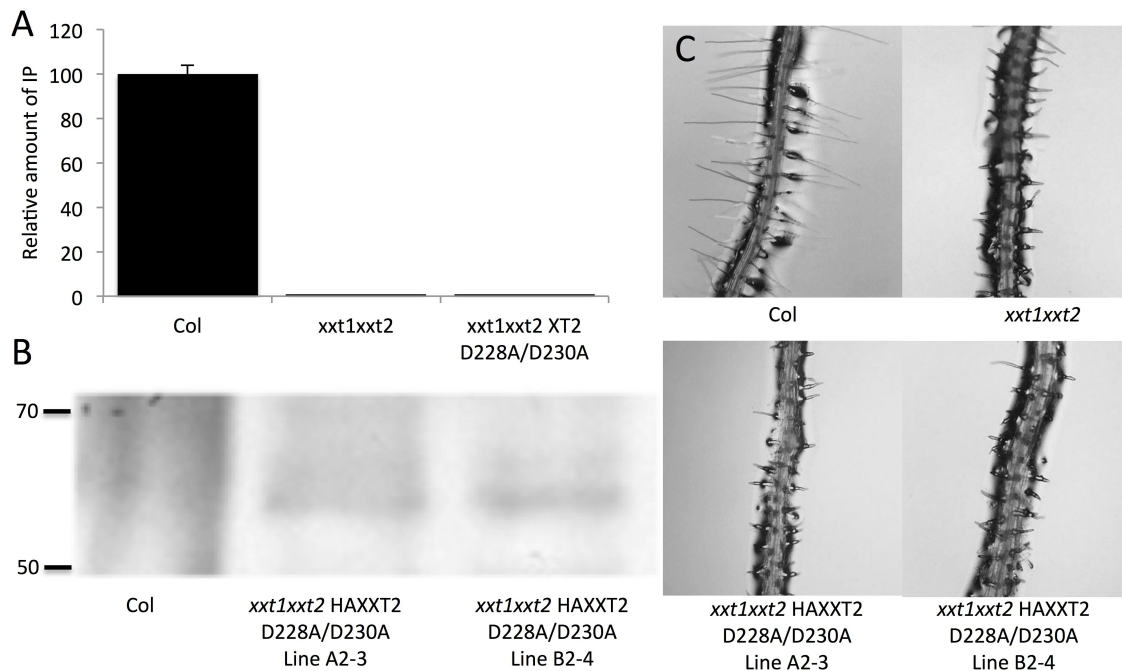 A
Relative amount of IP
120
100
80
60
40
20
0
Col
xxt1xxt2
xxt1xxt2 XT2
D228A/D230A
B
70
50
Col
xxt1xxt2 HAXXT2
D228A/D230A
Line A2-3
xxt1xxt2 HAXXT2
D228A/D230A
Line B2-4
C
Col
xxt1xxt2
xxt1xxt2 HAXXT2
D228A/D230A
Line A2-3
xxt1xxt2 HAXXT2
D228A/D230A
Line B2-4